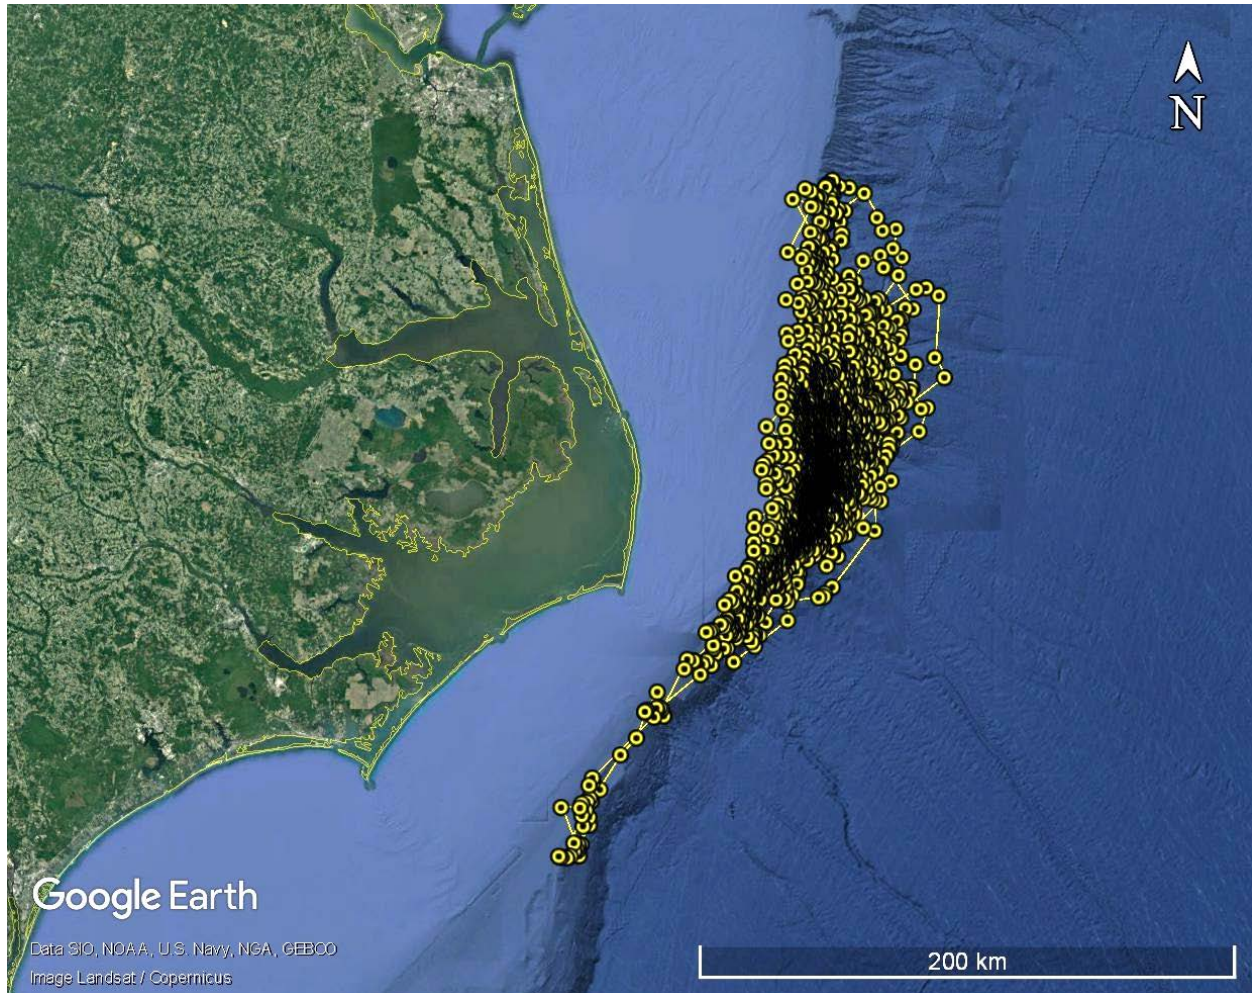 N
Google Earth
Data SIO, NOAA, U.S. Navy, NGA, GEBCO
Image Landsat / Copernicus
200 km